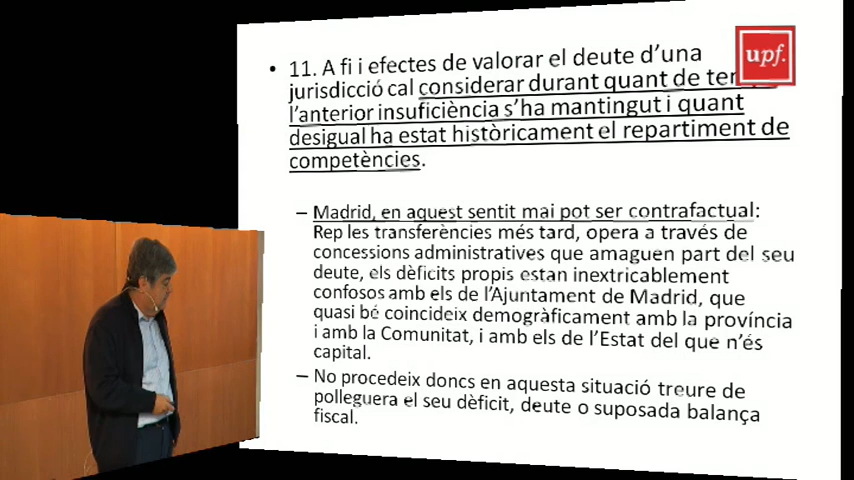 upf.
• 11. A fi i efectes de valorar el deute d'una
jurisdicció cal considerar durant quant de
l'anterior insuficiència s'ha mantingut i quant
desigual ha estat històricament el repartiment de
competències.
– Madrid, en aquest sentit mai pot ser contrafactual:
Rep les transferències més tard, opera a través de
concessions administratives que amaguen part del seu
deute, els dèficits propis estan inextricablement
confosos amb els de l'Ajuntament de Madrid, que
quasi bé coincideix demogràficament amb la província
i amb la Comunitat, i amb els de l'Estat del que n'és
capital.
– No procedeix doncs en aquesta situació treure de
polleguera el seu dèficit, deute o suposada balança
fiscal.